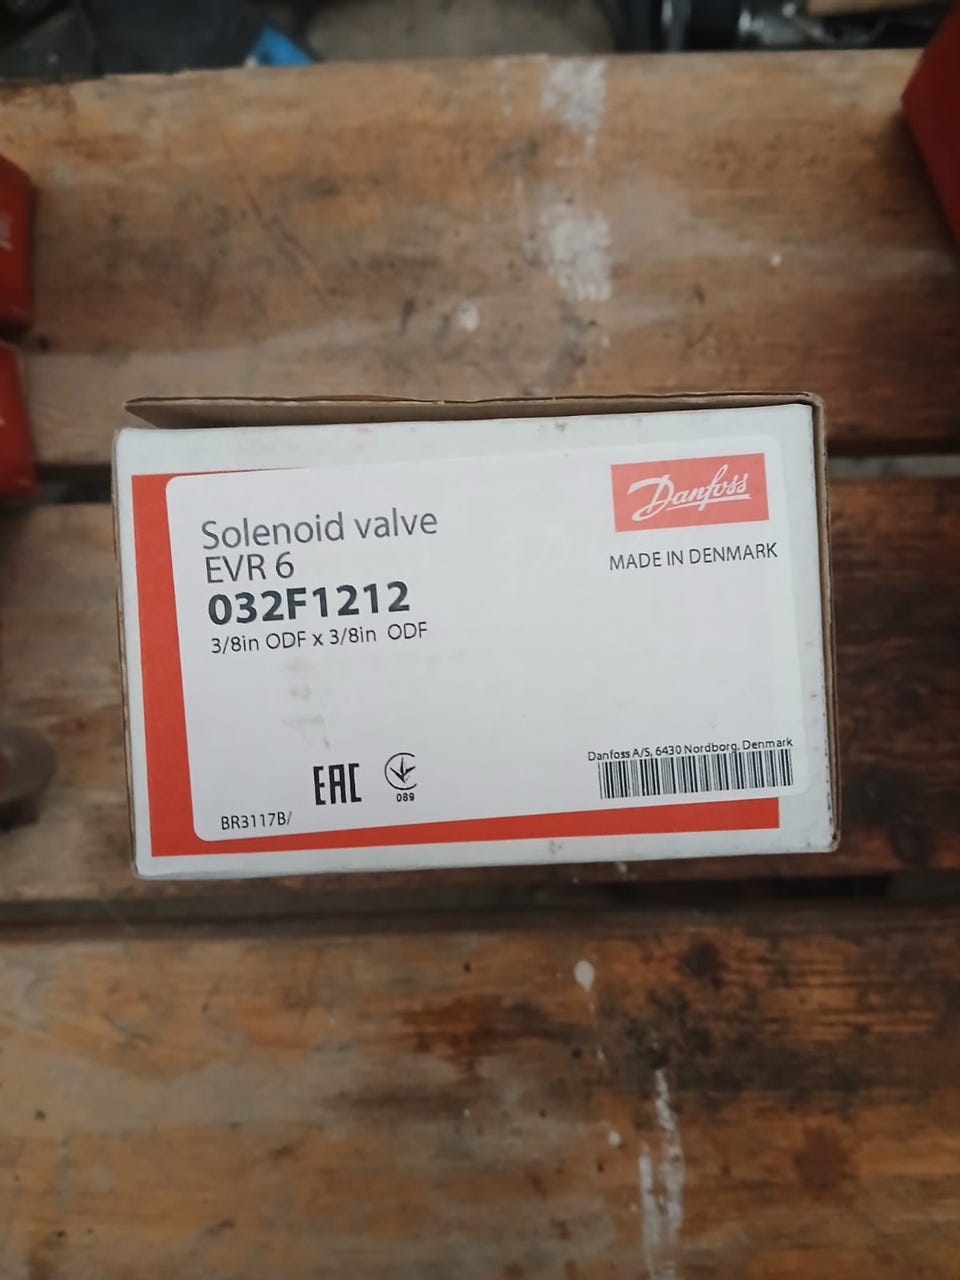 Solenoid valve
EVR 6
032F1212
3/8in ODF x 3/8in ODF
Danfoss
MADE IN DENMARK
EAC
089
BR3117B/
Danfoss A/S, 6430 Nordborg, Denmark